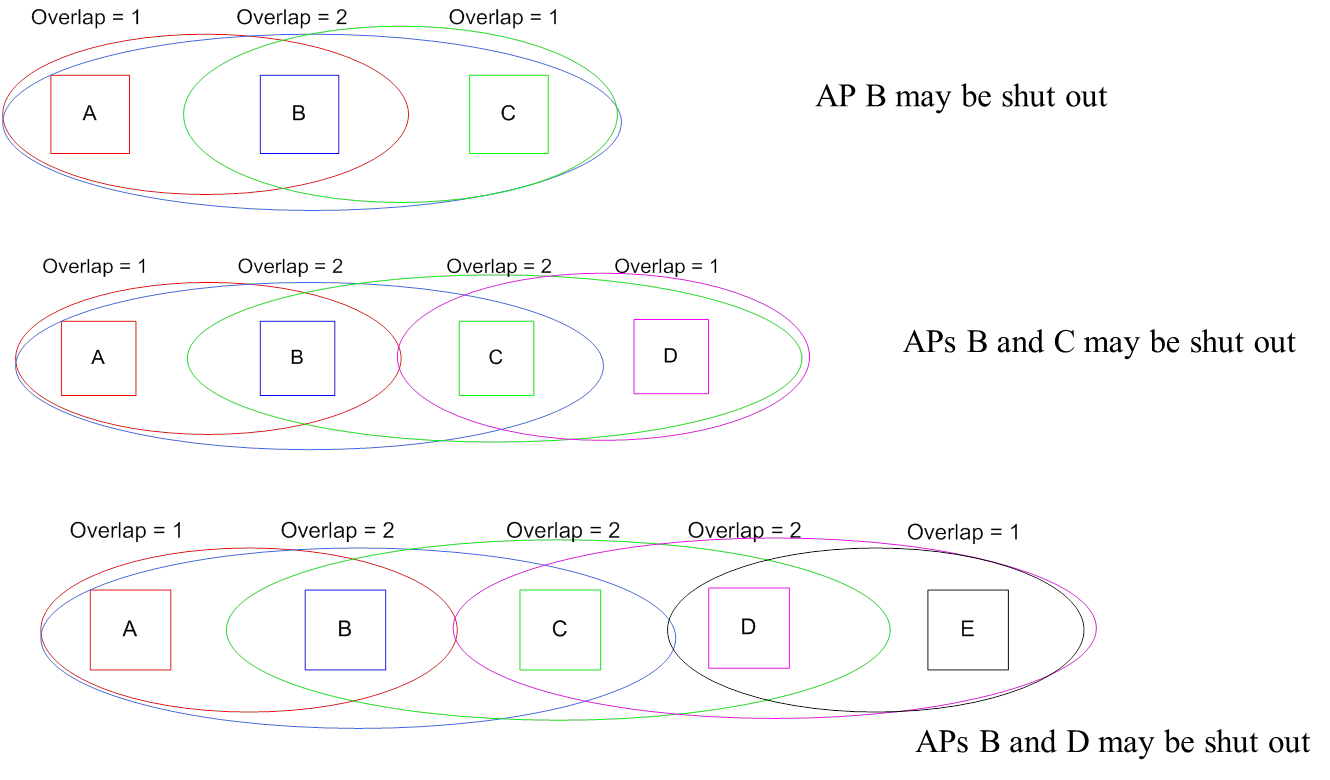 Overlap = 1 Overlap = 2 Overlap = 1
A B C
AP B may be shut out
Overlap = 1 Overlap = 2 Overlap = 2 Overlap = 1
A B C D
APs B and C may be shut out
Overlap = 1 Overlap = 2 Overlap = 2 Overlap = 2 Overlap = 1
A B C D E
APs B and D may be shut out